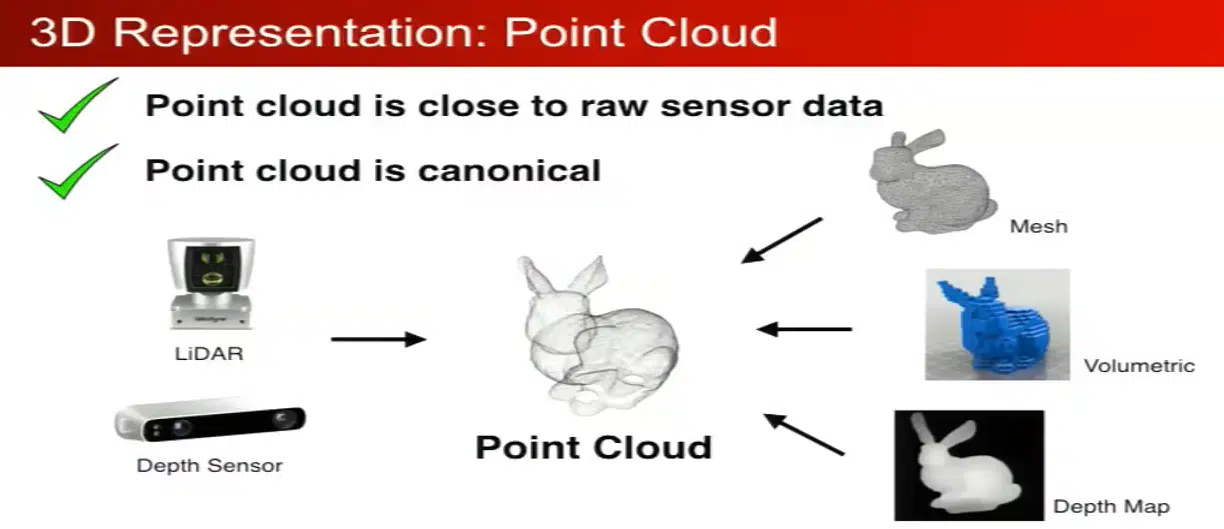 3D Representation: Point Cloud
Point cloud is close to raw sensor data
Point cloud is canonical
Mesh
LiDAR
Volumetric
Depth Sensor
Point Cloud
Depth Map